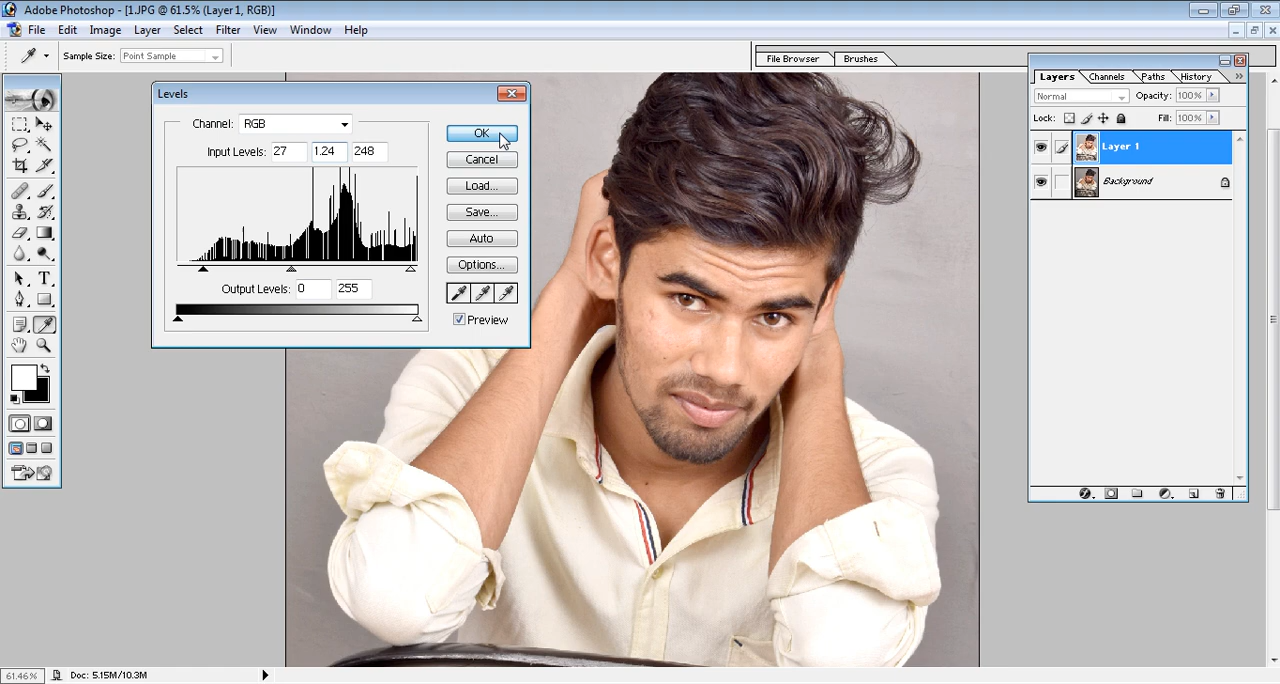 Adobe Photoshop - [1.JPG @ 61.5% (Layer 1, RGB)]
File Edit Image Layer Select Filter View Window Help
Sample Size: Point Sample
File Browser Brushes
Levels
Channel: RGB
Input Levels: 27 1.24 248
Output Levels: 0 255
OK
Cancel
Load...
Save...
Auto
Options...
Preview
Layers Channels Paths History
Normal Opacity: 100%
Lock: Fill: 100%
Layer 1
Background
T
61.46% Doc: 5.15M/10.3M